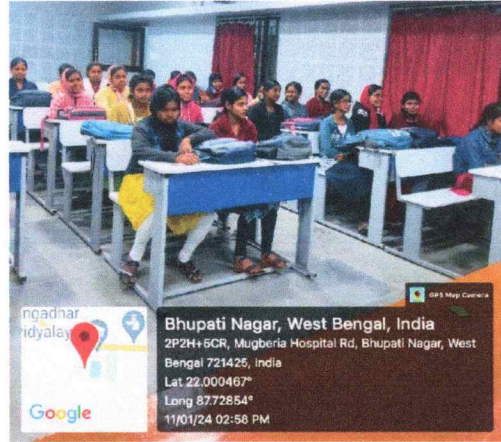 GPS Map Camera
ngadhar
idyalay
Google
Bhupati Nagar, West Bengal, India
2P2H+6CR, Mugberia Hospital Rd, Bhupati Nagar, West
Bengal 721425, India
Lat 22.000467°
Long 87.72854°
11/01/24 02:58 PM